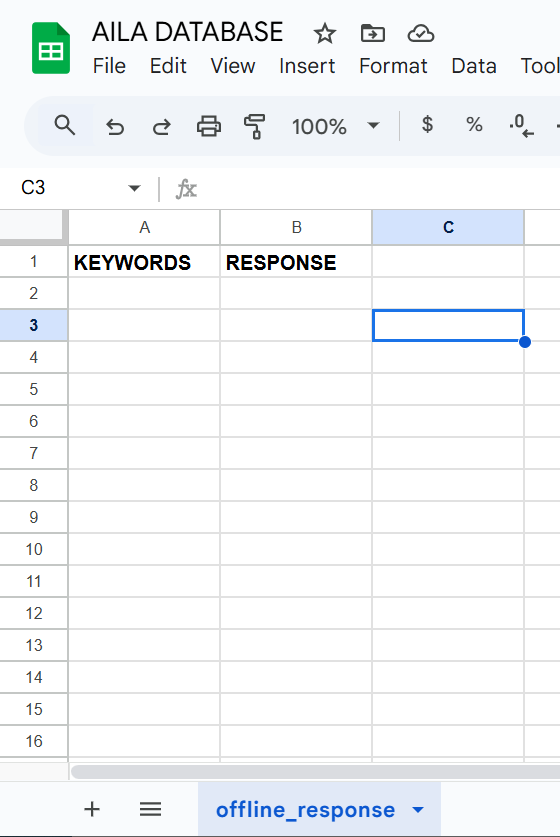 AILA DATABASE
File Edit View Insert Format Data Tool
100% $ % .0
C3 fx
A B C
1 KEYWORDS RESPONSE
2
3
4
5
6
7
8
9
10
11
12
13
14
15
16
+ offline_response